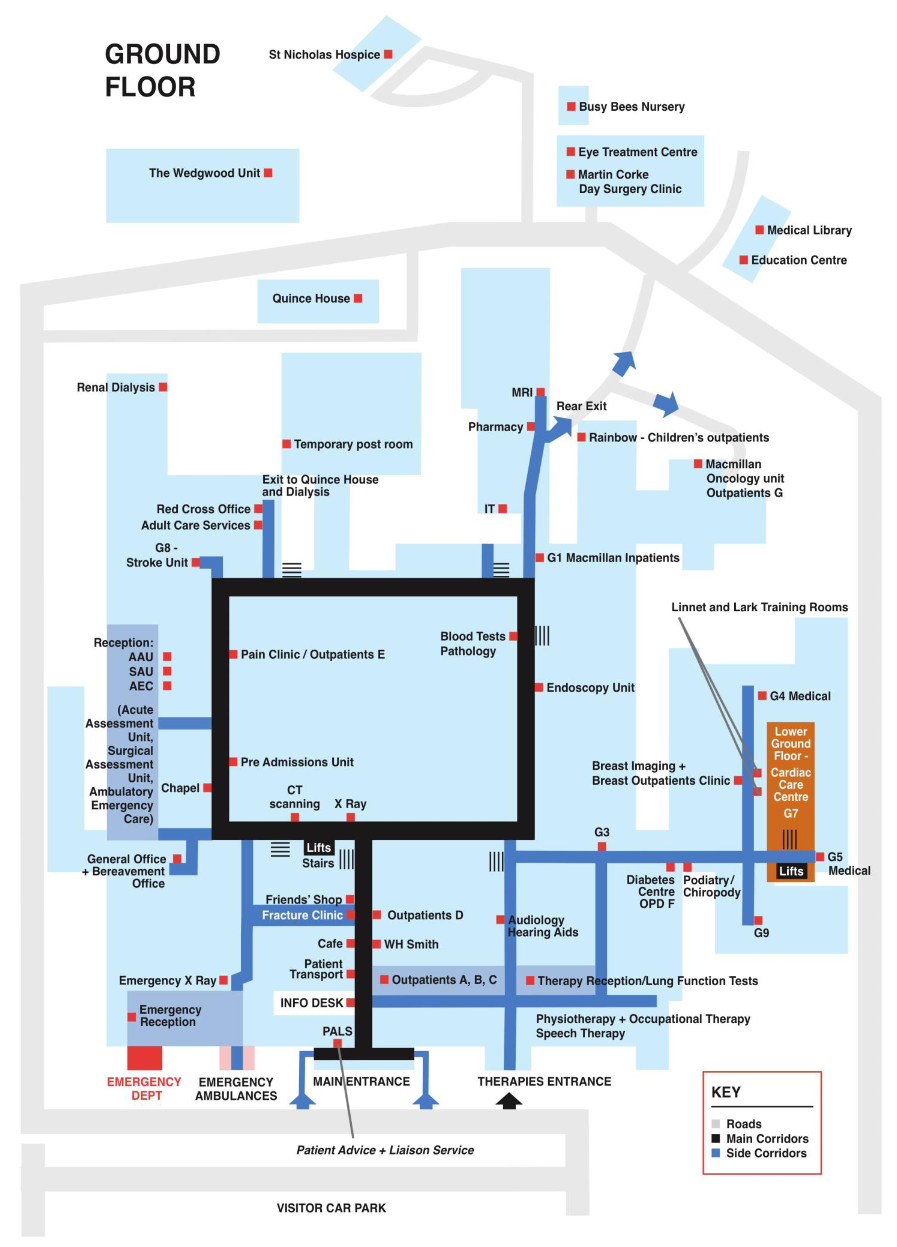 GROUND
FLOOR
St Nicholas Hospice
Busy Bees Nursery
The Wedgwood Unit
Eye Treatment Centre
Martin Corke
Day Surgery Clinic
Medical Library
Education Centre
Quince House
Renal Dialysis
MRI
Rear Exit
Pharmacy
Rainbow - Children's outpatients
Temporary post room
Macmillan
Oncology unit
Outpatients G
Exit to Quince House
and Dialysis
Red Cross Office
Adult Care Services
IT
G8 -
Stroke Unit
G1 Macmillan Inpatients
Linnet and Lark Training Rooms
Blood Tests
Pathology
Reception:
AAU
SAU
AEC
(Acute
Assessment
Unit,
Surgical
Assessment
Unit,
Ambulatory
Emergency
Care)
Pain Clinic / Outpatients E
Endoscopy Unit
G4 Medical
Lower
Ground
Floor -
Cardiac
Care
Centre
G7
Lifts
Pre Admissions Unit
Breast Imaging +
Breast Outpatients Clinic
Chapel
CT
scanning
X Ray
G3
Lifts
Stairs
General Office
+ Bereavement
Office
G5
Medical
Diabetes
Centre
OPD F
Podiatry/
Chiropody
Friends' Shop
Fracture Clinic
Outpatients D
Audiology
Hearing Aids
G9
Cafe
WH Smith
Patient
Transport
Emergency X Ray
Outpatients A, B, C
Therapy Reception/Lung Function Tests
INFO DESK
Emergency
Reception
Physiotherapy + Occupational Therapy
Speech Therapy
PALS
EMERGENCY
DEPT
EMERGENCY
AMBULANCES
MAIN ENTRANCE
THERAPIES ENTRANCE
KEY
Roads
Main Corridors
Side Corridors
Patient Advice + Liaison Service
VISITOR CAR PARK